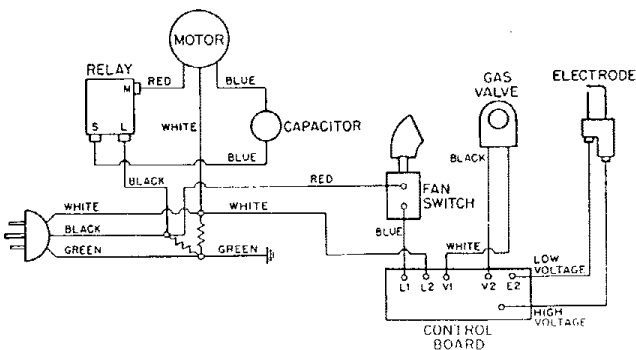 MOTOR
RELAY
M
RED
BLUE
S
L
WHITE
CAPACITOR
BLUE
BLACK
RED
WHITE
WHITE
BLACK
GREEN
GREEN
FAN
SWITCH
BLUE
GAS
VALVE
BLACK
WHITE
ELECTRODE
LOW
VOLTAGE
L1
L2
V1
V2
E2
HIGH
VOLTAGE
CONTROL
BOARD